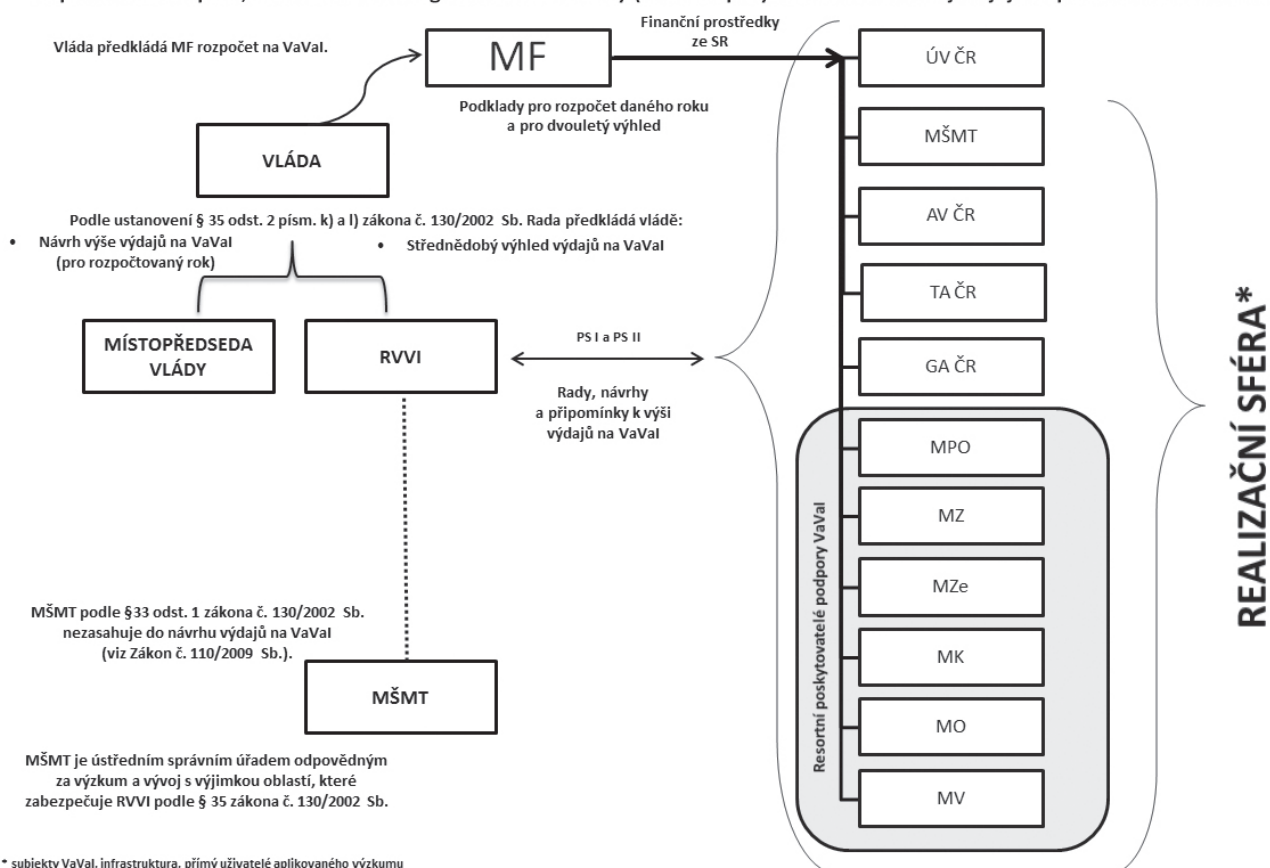 Vláda předkládá MF rozpočet na VaVaI.
MF
Finanční prostředky
ze SR
Podklady pro rozpočet daného roku
a pro dvouletý výhled
VLÁDA
Podle ustanovení § 35 odst. 2 písm. k) a l) zákona č. 130/2002 Sb. Rada předkládá vládě:
• Návrh výše výdajů na VaVaI
(pro rozpočtovaný rok)
• Střednědobý výhled výdajů na VaVaI
MÍSTOPŘEDSEDA
VLÁDY
RVVI
PS I a PS II
Rady, návrhy
a připomínky k výši
výdajů na VaVaI
MŠMT podle §33 odst. 1 zákona č. 130/2002 Sb.
nezasahuje do návrhu výdajů na VaVaI
(viz Zákon č. 110/2009 Sb.).
MŠMT
MŠMT je ústředním správním úřadem odpovědným
za výzkum a vývoj s výjimkou oblastí, které
zabezpečuje RVVI podle § 35 zákona č. 130/2002 Sb.
ÚV ČR
MŠMT
AV ČR
TA ČR
GA ČR
MPO
MZ
MZe
MK
MO
MV
Resortní poskytovatelé podpory VaVaI
REALIZAČNÍ SFÉRA*
* subjekty VaVaI, infrastruktura, přímý uživatelé aplikovaného výzkumu